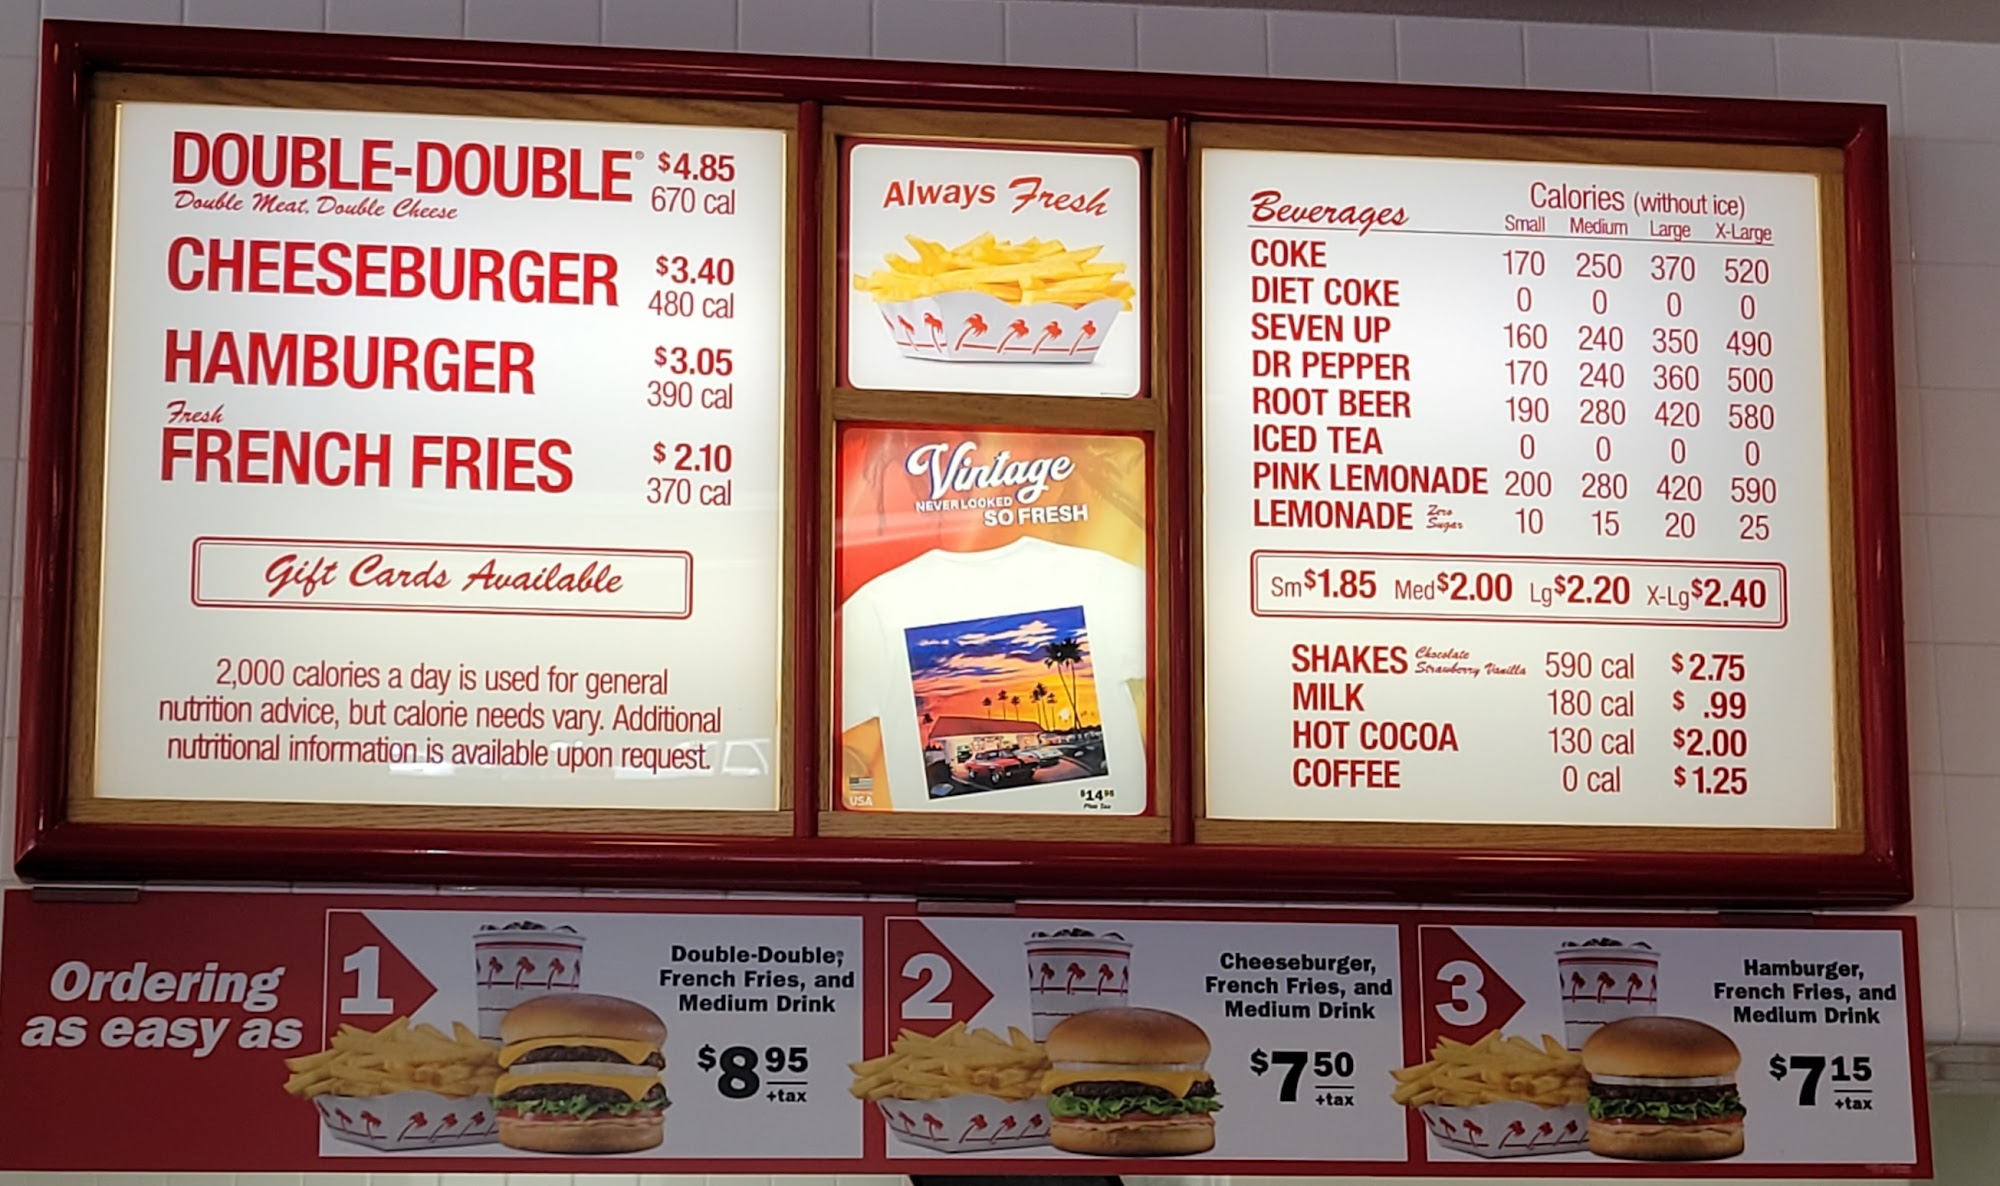 DOUBLE-DOUBLE® $4.85
Double Meat, Double Cheese 670 cal
CHEESEBURGER $3.40
480 cal
HAMBURGER $3.05
390 cal
Fresh
FRENCH FRIES $2.10
370 cal
Gift Cards Available
2,000 calories a day is used for general
nutrition advice, but calorie needs vary. Additional
nutritional information is available upon request.
Always Fresh
Vintage
NEVER LOOKED
SO FRESH
USA
$14.95
Plus Tax
Calories (without ice)
Beverages Small Medium Large X-Large
COKE 170 250 370 520
DIET COKE 0 0 0 0
SEVEN UP 160 240 350 490
DR PEPPER 170 240 360 500
ROOT BEER 190 280 420 580
ICED TEA 0 0 0 0
PINK LEMONADE 200 280 420 590
LEMONADE Zero Sugar 10 15 20 25
Sm $1.85 Med $2.00 Lg $2.20 X-Lg $2.40
SHAKES Chocolate Strawberry Vanilla 590 cal $2.75
MILK 180 cal $ .99
HOT COCOA 130 cal $2.00
COFFEE 0 cal $1.25
Ordering
as easy as
1
Double-Double,®
French Fries, and
Medium Drink
$8.95
+tax
2
Cheeseburger,
French Fries, and
Medium Drink
$7.50
+tax
3
Hamburger,
French Fries, and
Medium Drink
$7.15
+tax